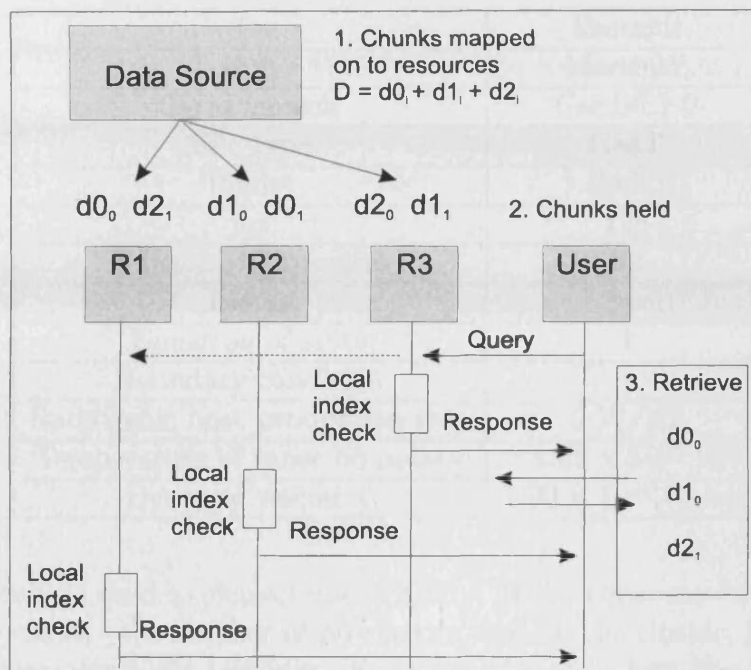 Data Source
1. Chunks mapped
on to resources
D = d0ᵢ + d1ᵢ + d2ᵢ
d0₀ d2₁
d1₀ d0₁
d2₀ d1₁
2. Chunks held
R1
R2
R3
User
Query
Local
index
check
Response
3. Retrieve
d0₀
d1₀
d2₁
Local
index
check
Response
Local
index
check
Response